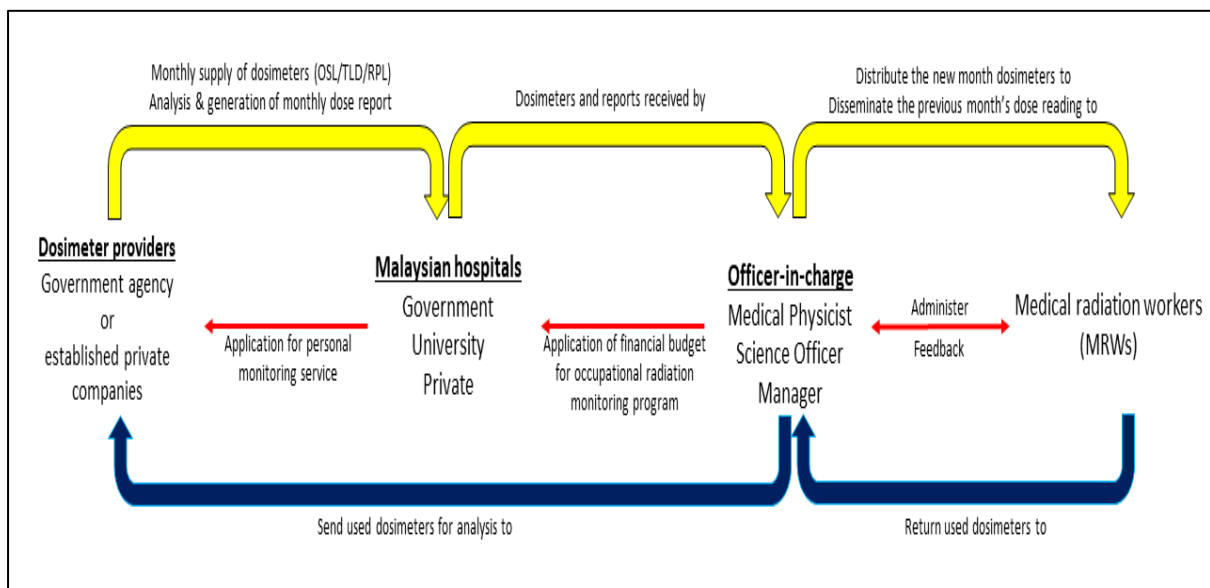 Monthly supply of dosimeters (OSL/TLD/RPL)
Analysis & generation of monthly dose report
Dosimeters and reports received by
Distribute the new month dosimeters to
Disseminate the previous month's dose reading to
Dosimeter providers
Government agency
or
established private
companies
Application for personal
monitoring service
Malaysian hospitals
Government
University
Private
Application of financial budget
for occupational radiation
monitoring program
Officer-in-charge
Medical Physicist
Science Officer
Manager
Administer
Feedback
Medical radiation workers
(MRWs)
Send used dosimeters for analysis to
Return used dosimeters to